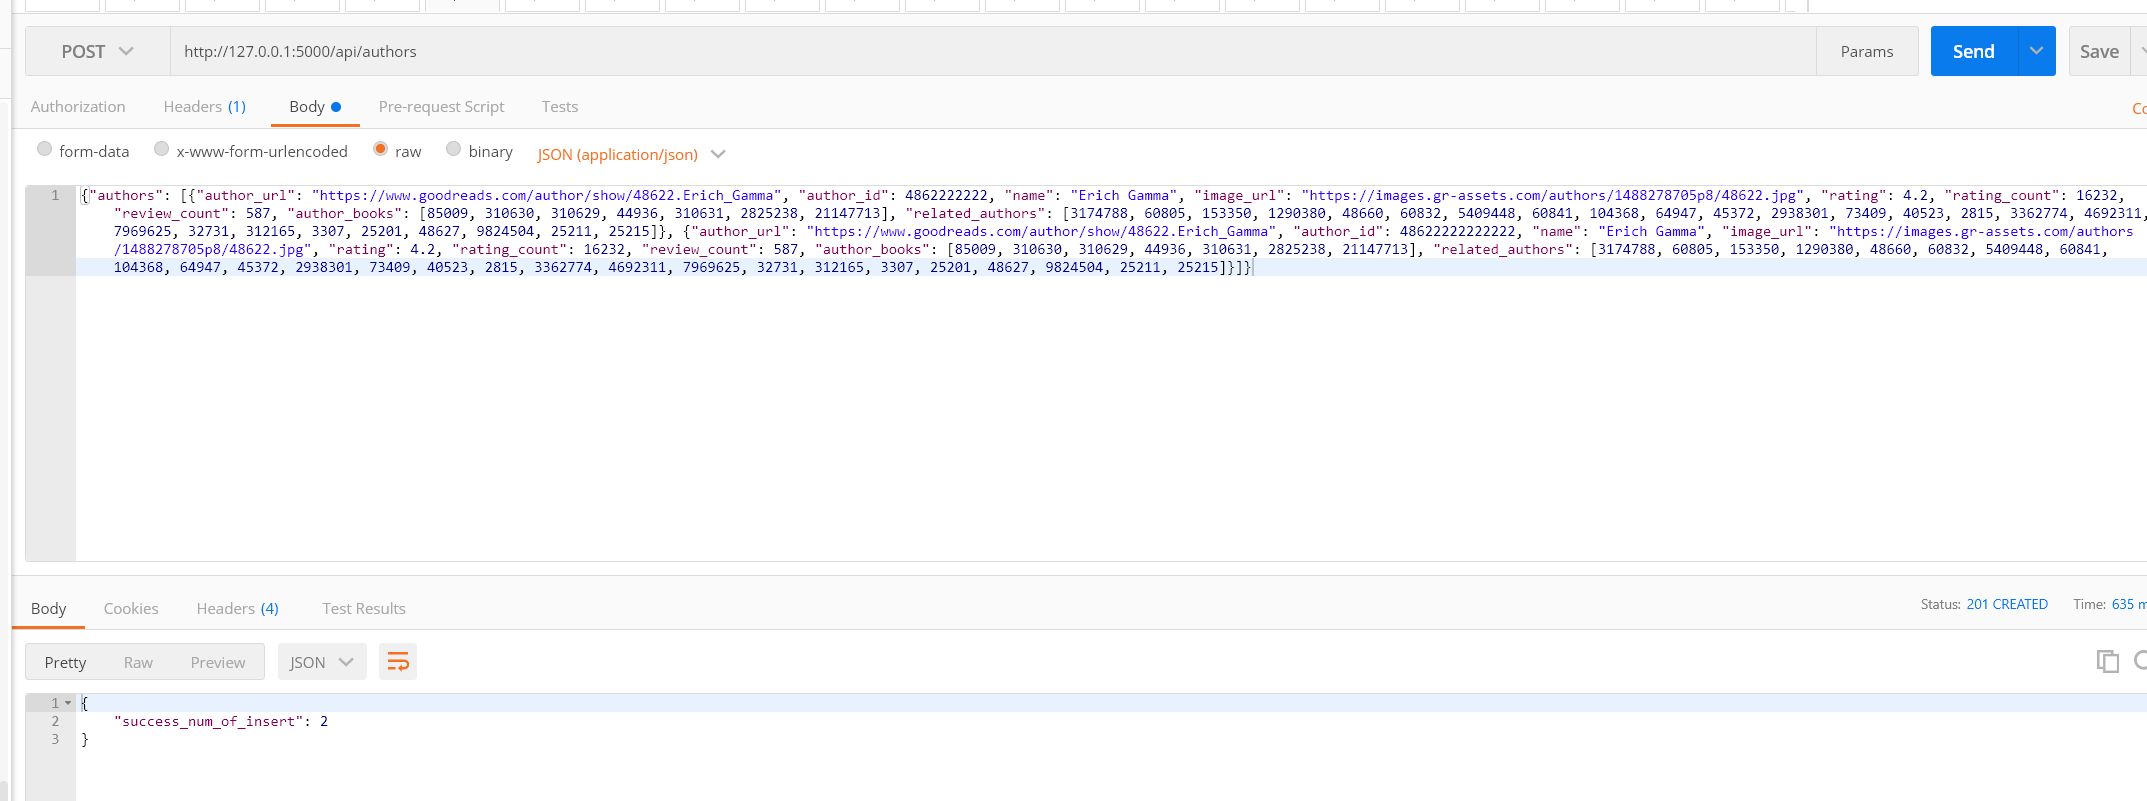 POST
http://127.0.0.1:5000/api/authors
Params
Send
Save
Authorization
Headers (1)
Body
Pre-request Script
Tests
form-data
x-www-form-urlencoded
raw
binary
JSON (application/json)
1
{"authors": [{"author_url": "https://www.goodreads.com/author/show/48622.Erich_Gamma", "author_id": 4862222222, "name": "Erich Gamma", "image_url": "https://images.gr-assets.com/authors/1488278705p8/48622.jpg", "rating": 4.2, "rating_count": 16232,
"review_count": 587, "author_books": [85009, 310630, 310629, 44936, 310631, 2825238, 21147713], "related_authors": [3174788, 60805, 153350, 1290380, 48660, 60832, 5409448, 60841, 104368, 64947, 45372, 2938301, 73409, 40523, 2815, 3362774, 4692311,
7969625, 32731, 312165, 3307, 25201, 48627, 9824504, 25211, 25215]}, {"author_url": "https://www.goodreads.com/author/show/48622.Erich_Gamma", "author_id": 48622222222222, "name": "Erich Gamma", "image_url": "https://images.gr-assets.com/authors
/1488278705p8/48622.jpg", "rating": 4.2, "rating_count": 16232, "review_count": 587, "author_books": [85009, 310630, 310629, 44936, 310631, 2825238, 21147713], "related_authors": [3174788, 60805, 153350, 1290380, 48660, 60832, 5409448, 60841,
104368, 64947, 45372, 2938301, 73409, 40523, 2815, 3362774, 4692311, 7969625, 32731, 312165, 3307, 25201, 48627, 9824504, 25211, 25215]}]}
Body
Cookies
Headers (4)
Test Results
Status: 201 CREATED
Time: 635
Pretty
Raw
Preview
JSON
1 {
2 "success_num_of_insert": 2
3 }